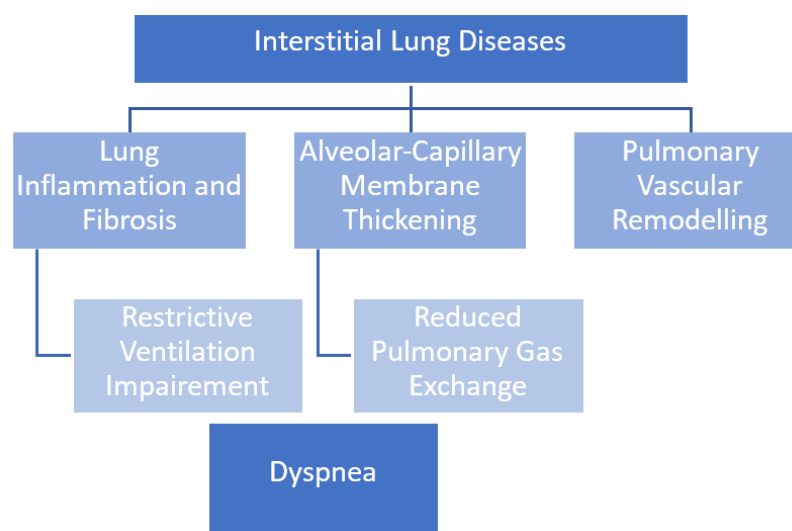 Interstitial Lung Diseases
Lung
Inflammation and
Fibrosis
Alveolar-Capillary
Membrane
Thickening
Pulmonary
Vascular
Remodelling
Restrictive
Ventilation
Impairement
Reduced
Pulmonary Gas
Exchange
Dyspnea